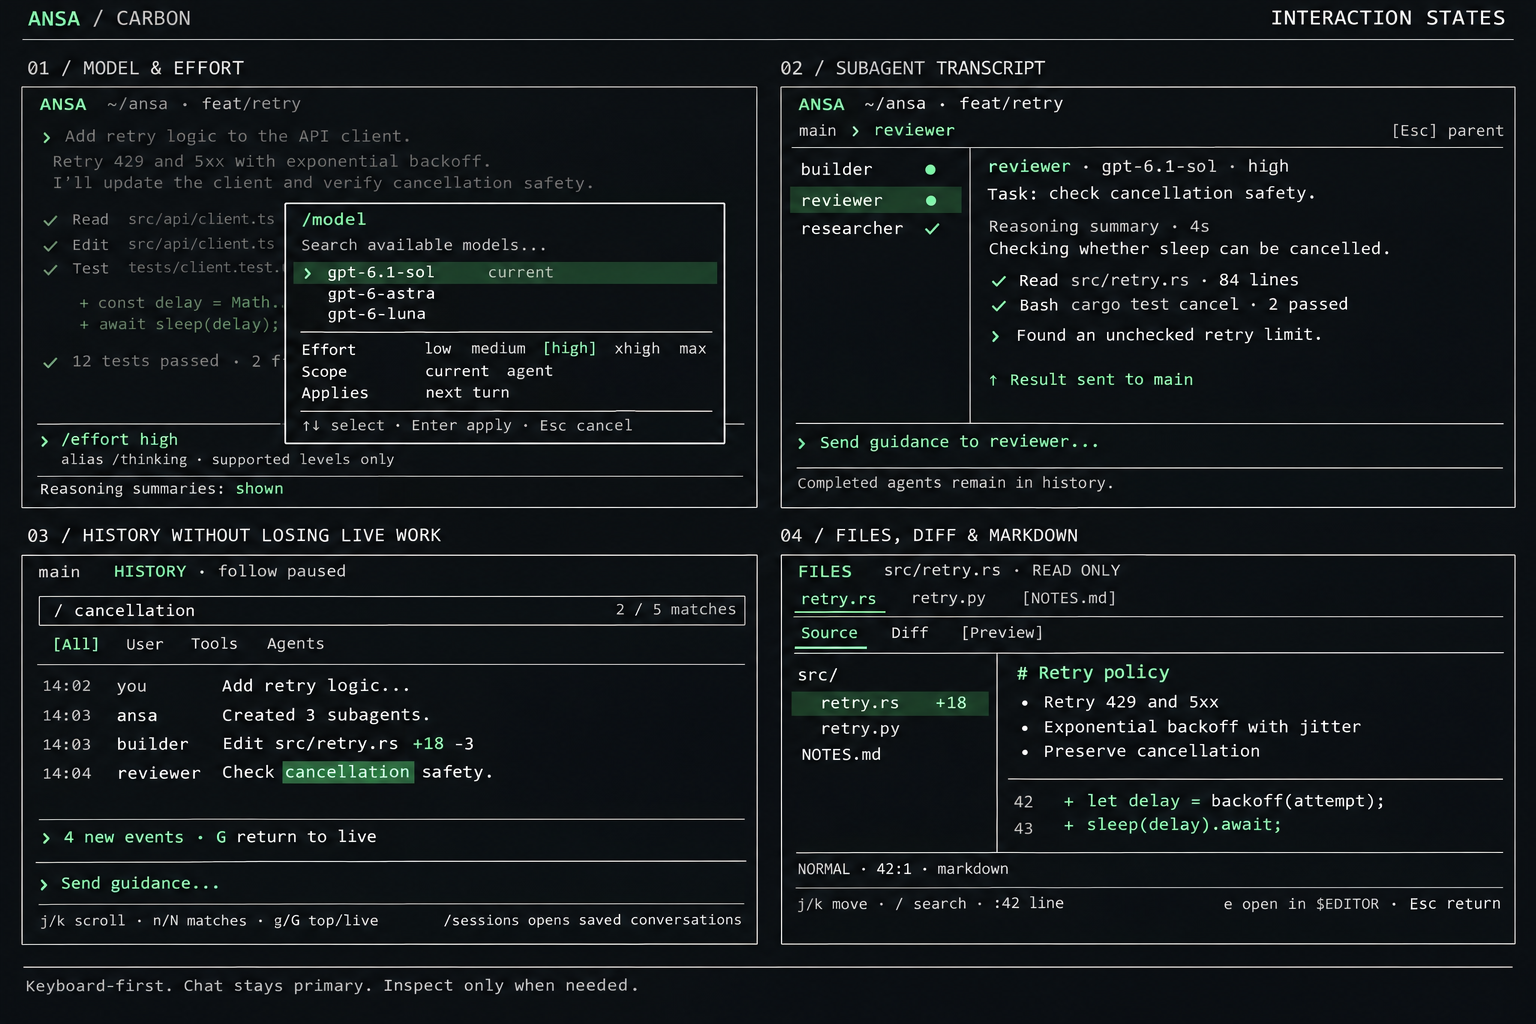 ANSA / CARBON
INTERACTION STATES
01 / MODEL & EFFORT
ANSA ~/ansa · feat/retry
› Add retry logic to the API client.
Retry 429 and 5xx with exponential backoff.
I'll update the client and verify cancellation safety.
✓ Read src/api/client.ts
✓ Edit src/api/client.ts
✓ Test tests/client.test.
+ const delay = Math..
+ await sleep(delay);
✓ 12 tests passed · 2 f
/model
Search available models...
› gpt-6.1-sol current
gpt-6-astra
gpt-6-luna
Effort low medium [high] xhigh max
Scope current agent
Applies next turn
↑↓ select · Enter apply · Esc cancel
› /effort high
alias /thinking · supported levels only
Reasoning summaries: shown
02 / SUBAGENT TRANSCRIPT
ANSA ~/ansa · feat/retry
main › reviewer [Esc] parent
builder ●
reviewer ●
researcher ✓
reviewer · gpt-6.1-sol · high
Task: check cancellation safety.
Reasoning summary · 4s
Checking whether sleep can be cancelled.
✓ Read src/retry.rs · 84 lines
✓ Bash cargo test cancel · 2 passed
› Found an unchecked retry limit.
↑ Result sent to main
› Send guidance to reviewer...
Completed agents remain in history.
03 / HISTORY WITHOUT LOSING LIVE WORK
main HISTORY · follow paused
/ cancellation 2 / 5 matches
[All] User Tools Agents
14:02 you Add retry logic...
14:03 ansa Created 3 subagents.
14:03 builder Edit src/retry.rs +18 -3
14:04 reviewer Check cancellation safety.
› 4 new events · G return to live
› Send guidance...
j/k scroll · n/N matches · g/G top/live /sessions opens saved conversations
04 / FILES, DIFF & MARKDOWN
FILES src/retry.rs · READ ONLY
retry.rs retry.py [NOTES.md]
Source Diff [Preview]
src/
retry.rs +18
retry.py
NOTES.md
# Retry policy
• Retry 429 and 5xx
• Exponential backoff with jitter
• Preserve cancellation
42 + let delay = backoff(attempt);
43 + sleep(delay).await;
NORMAL · 42:1 · markdown
j/k move · / search · :42 line e open in $EDITOR · Esc return
Keyboard-first. Chat stays primary. Inspect only when needed.